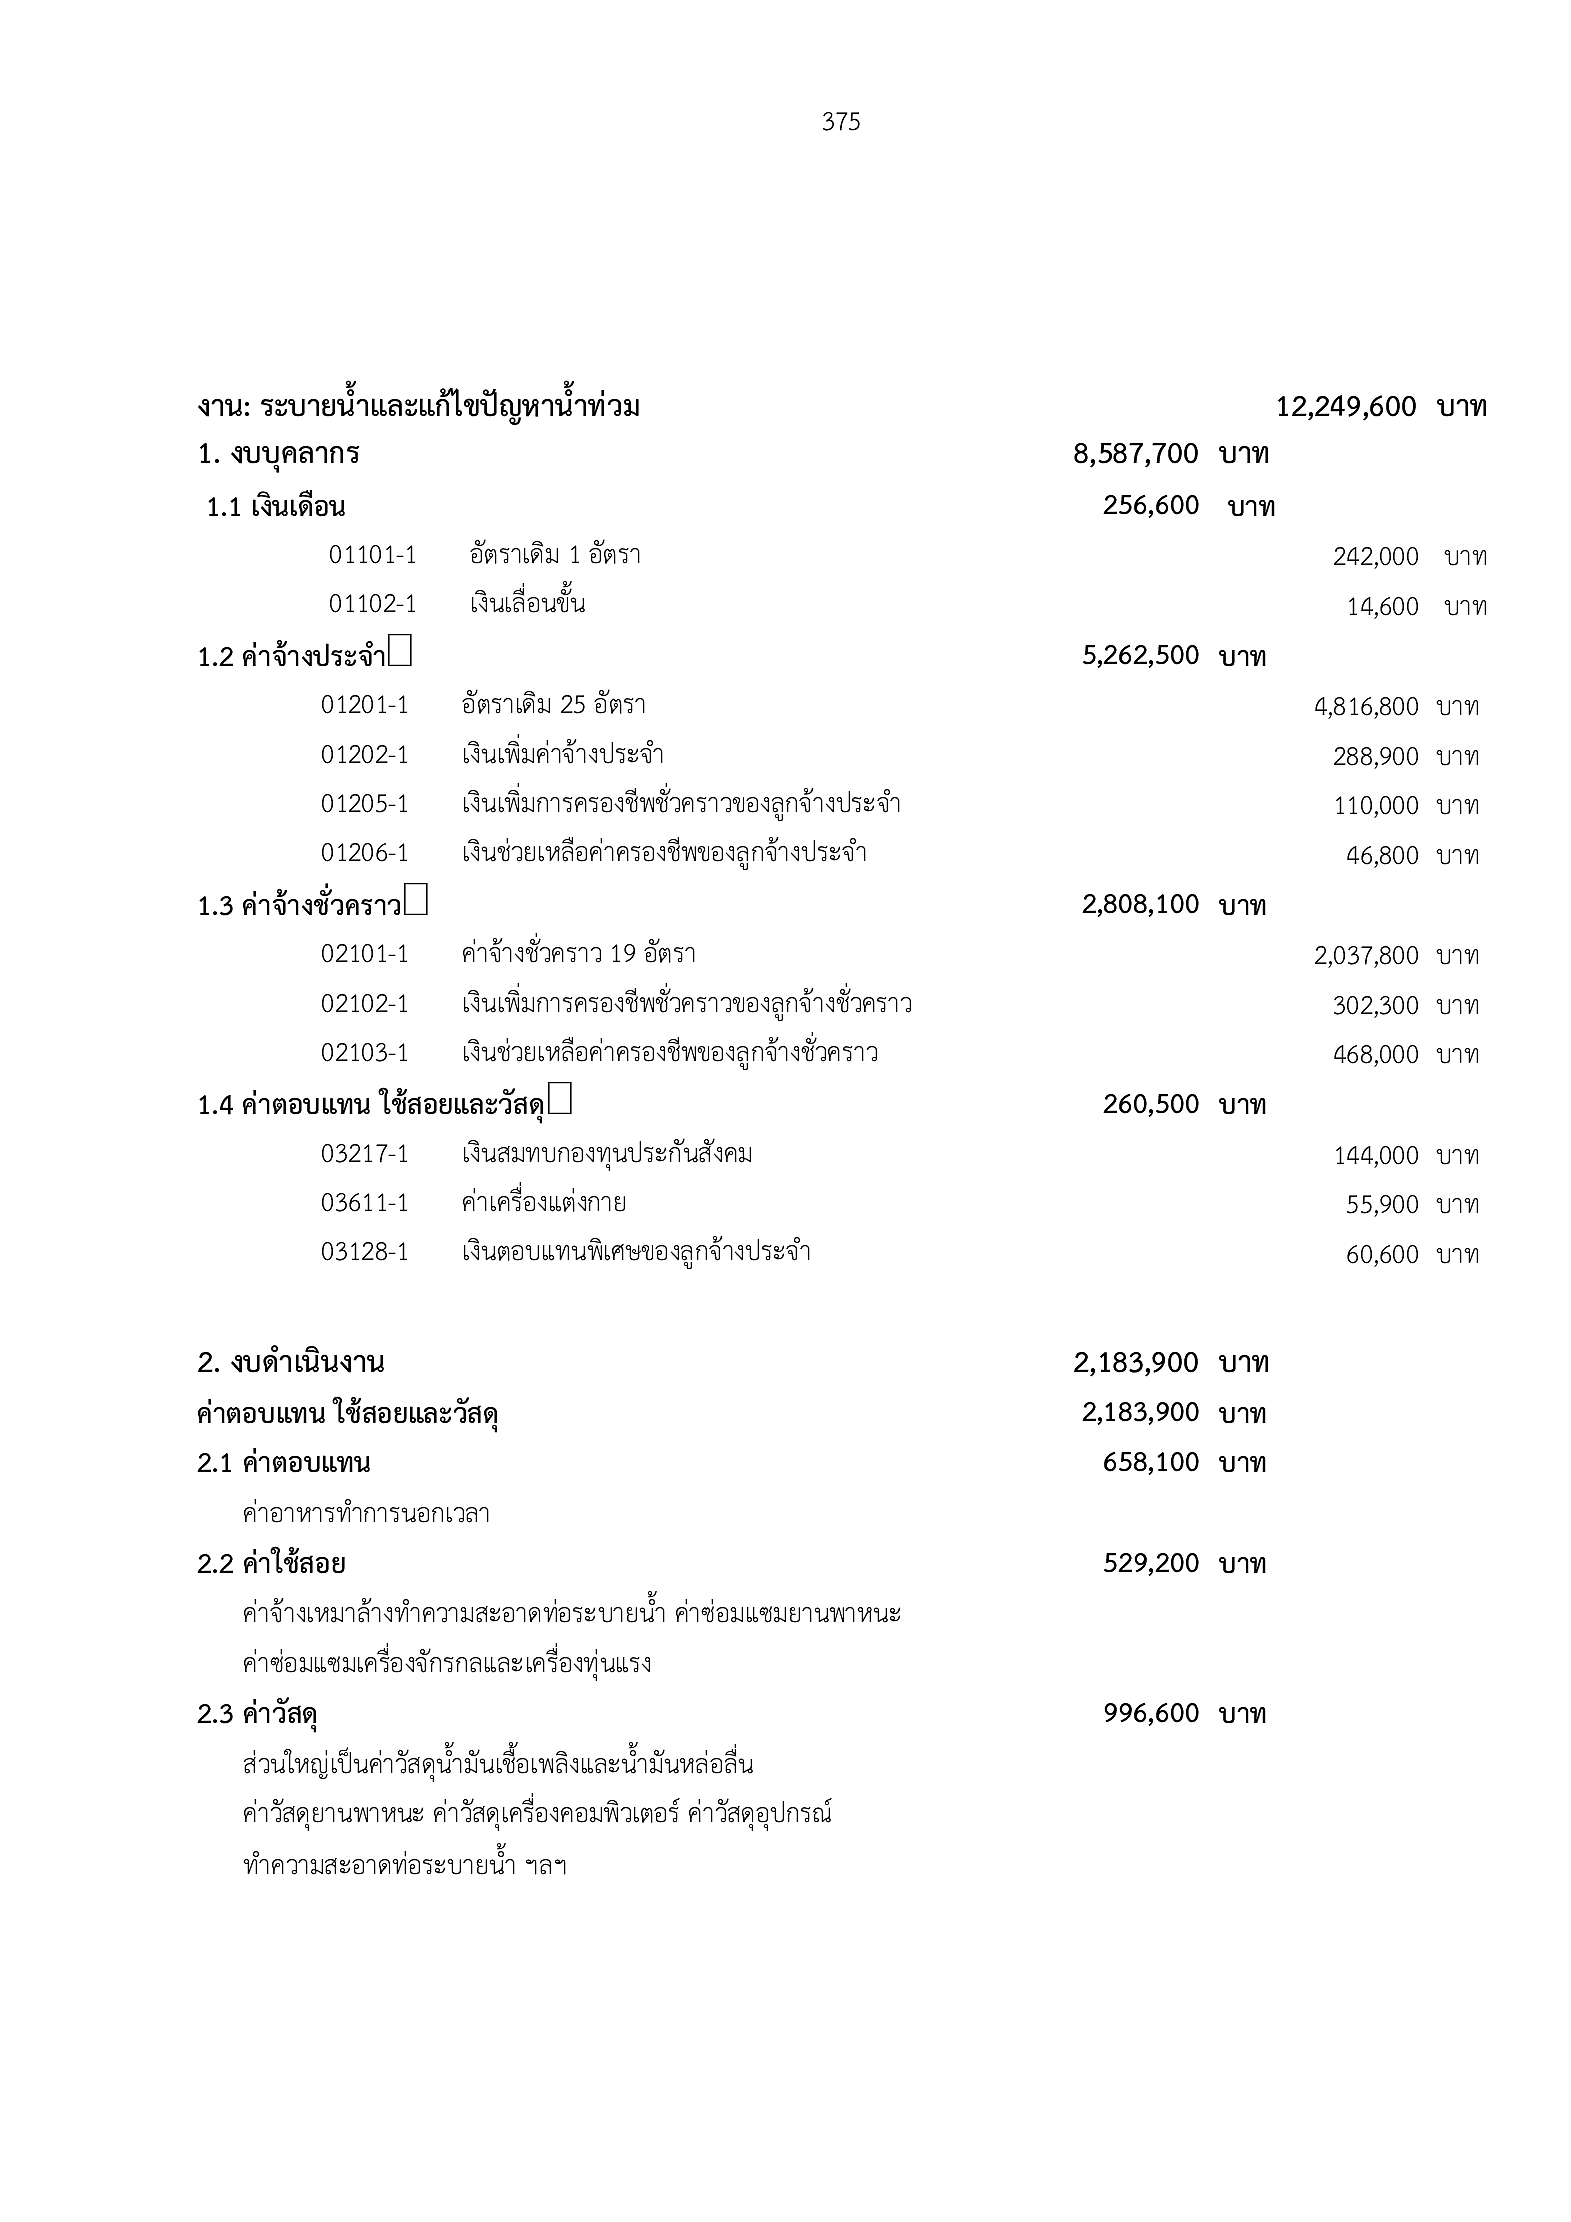 375
งาน: ระบายน้ำและแก้ไขปัญหาน้ำท่วม 12,249,600 บาท
1. งบบุคลากร 8,587,700 บาท
1.1 เงินเดือน 256,600 บาท
01101-1 อัตราเดิม 1 อัตรา 242,000 บาท
01102-1 เงินเลื่อนขั้น 14,600 บาท
1.2 ค่าจ้างประจำ 5,262,500 บาท
01201-1 อัตราเดิม 25 อัตรา 4,816,800 บาท
01202-1 เงินเพิ่มค่าจ้างประจำ 288,900 บาท
01205-1 เงินเพิ่มการครองชีพชั่วคราวของลูกจ้างประจำ 110,000 บาท
01206-1 เงินช่วยเหลือค่าครองชีพของลูกจ้างประจำ 46,800 บาท
1.3 ค่าจ้างชั่วคราว 2,808,100 บาท
02101-1 ค่าจ้างชั่วคราว 19 อัตรา 2,037,800 บาท
02102-1 เงินเพิ่มการครองชีพชั่วคราวของลูกจ้างชั่วคราว 302,300 บาท
02103-1 เงินช่วยเหลือค่าครองชีพของลูกจ้างชั่วคราว 468,000 บาท
1.4 ค่าตอบแทน ใช้สอยและวัสดุ 260,500 บาท
03217-1 เงินสมทบกองทุนประกันสังคม 144,000 บาท
03611-1 ค่าเครื่องแต่งกาย 55,900 บาท
03128-1 เงินตอบแทนพิเศษของลูกจ้างประจำ 60,600 บาท
2. งบดำเนินงาน 2,183,900 บาท
ค่าตอบแทน ใช้สอยและวัสดุ 2,183,900 บาท
2.1 ค่าตอบแทน 658,100 บาท
ค่าอาหารทำการนอกเวลา
2.2 ค่าใช้สอย 529,200 บาท
ค่าจ้างเหมาล้างทำความสะอาดท่อระบายน้ำ ค่าซ่อมแซมยานพาหนะ
ค่าซ่อมแซมเครื่องจักรกลและเครื่องทุ่นแรง
2.3 ค่าวัสดุ 996,600 บาท
ส่วนใหญ่เป็นค่าวัสดุน้ำมันเชื้อเพลิงและน้ำมันหล่อลื่น
ค่าวัสดุยานพาหนะ ค่าวัสดุเครื่องคอมพิวเตอร์ ค่าวัสดุอุปกรณ์
ทำความสะอาดท่อระบายน้ำ ฯลฯ